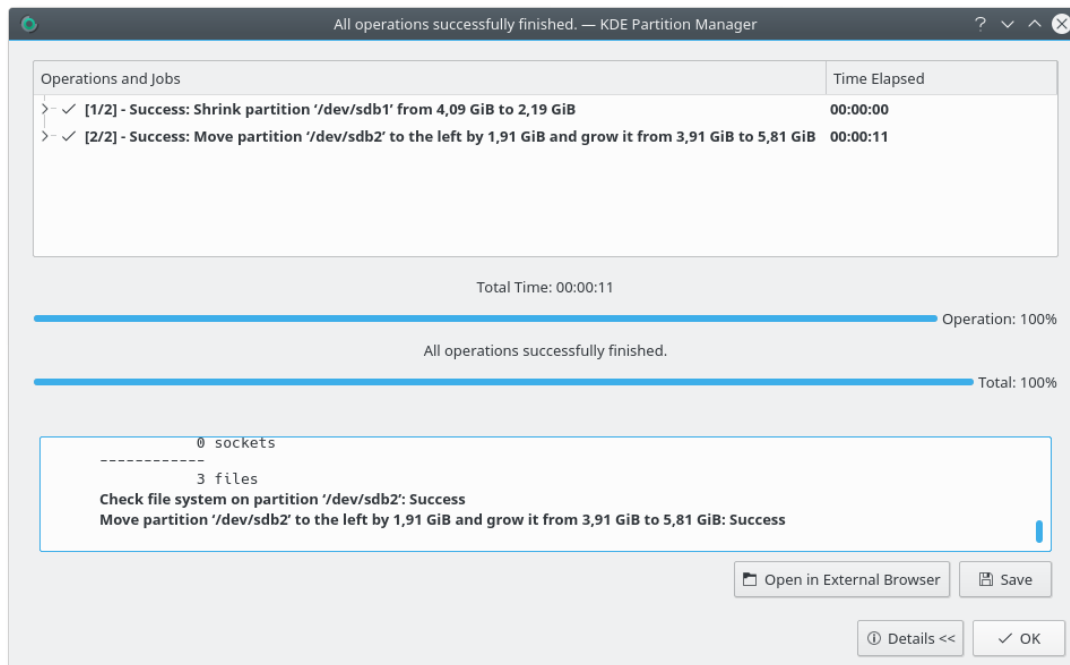 All operations successfully finished. — KDE Partition Manager
Operations and Jobs
Time Elapsed
[1/2] - Success: Shrink partition ‘/dev/sdb1’ from 4,09 GiB to 2,19 GiB
00:00:00
[2/2] - Success: Move partition ‘/dev/sdb2’ to the left by 1,91 GiB and grow it from 3,91 GiB to 5,81 GiB
00:00:11
Total Time: 00:00:11
Operation: 100%
All operations successfully finished.
Total: 100%
0 sockets
------------
3 files
Check file system on partition ‘/dev/sdb2’: Success
Move partition ‘/dev/sdb2’ to the left by 1,91 GiB and grow it from 3,91 GiB to 5,81 GiB: Success
Open in External Browser
Save
Details <<
OK